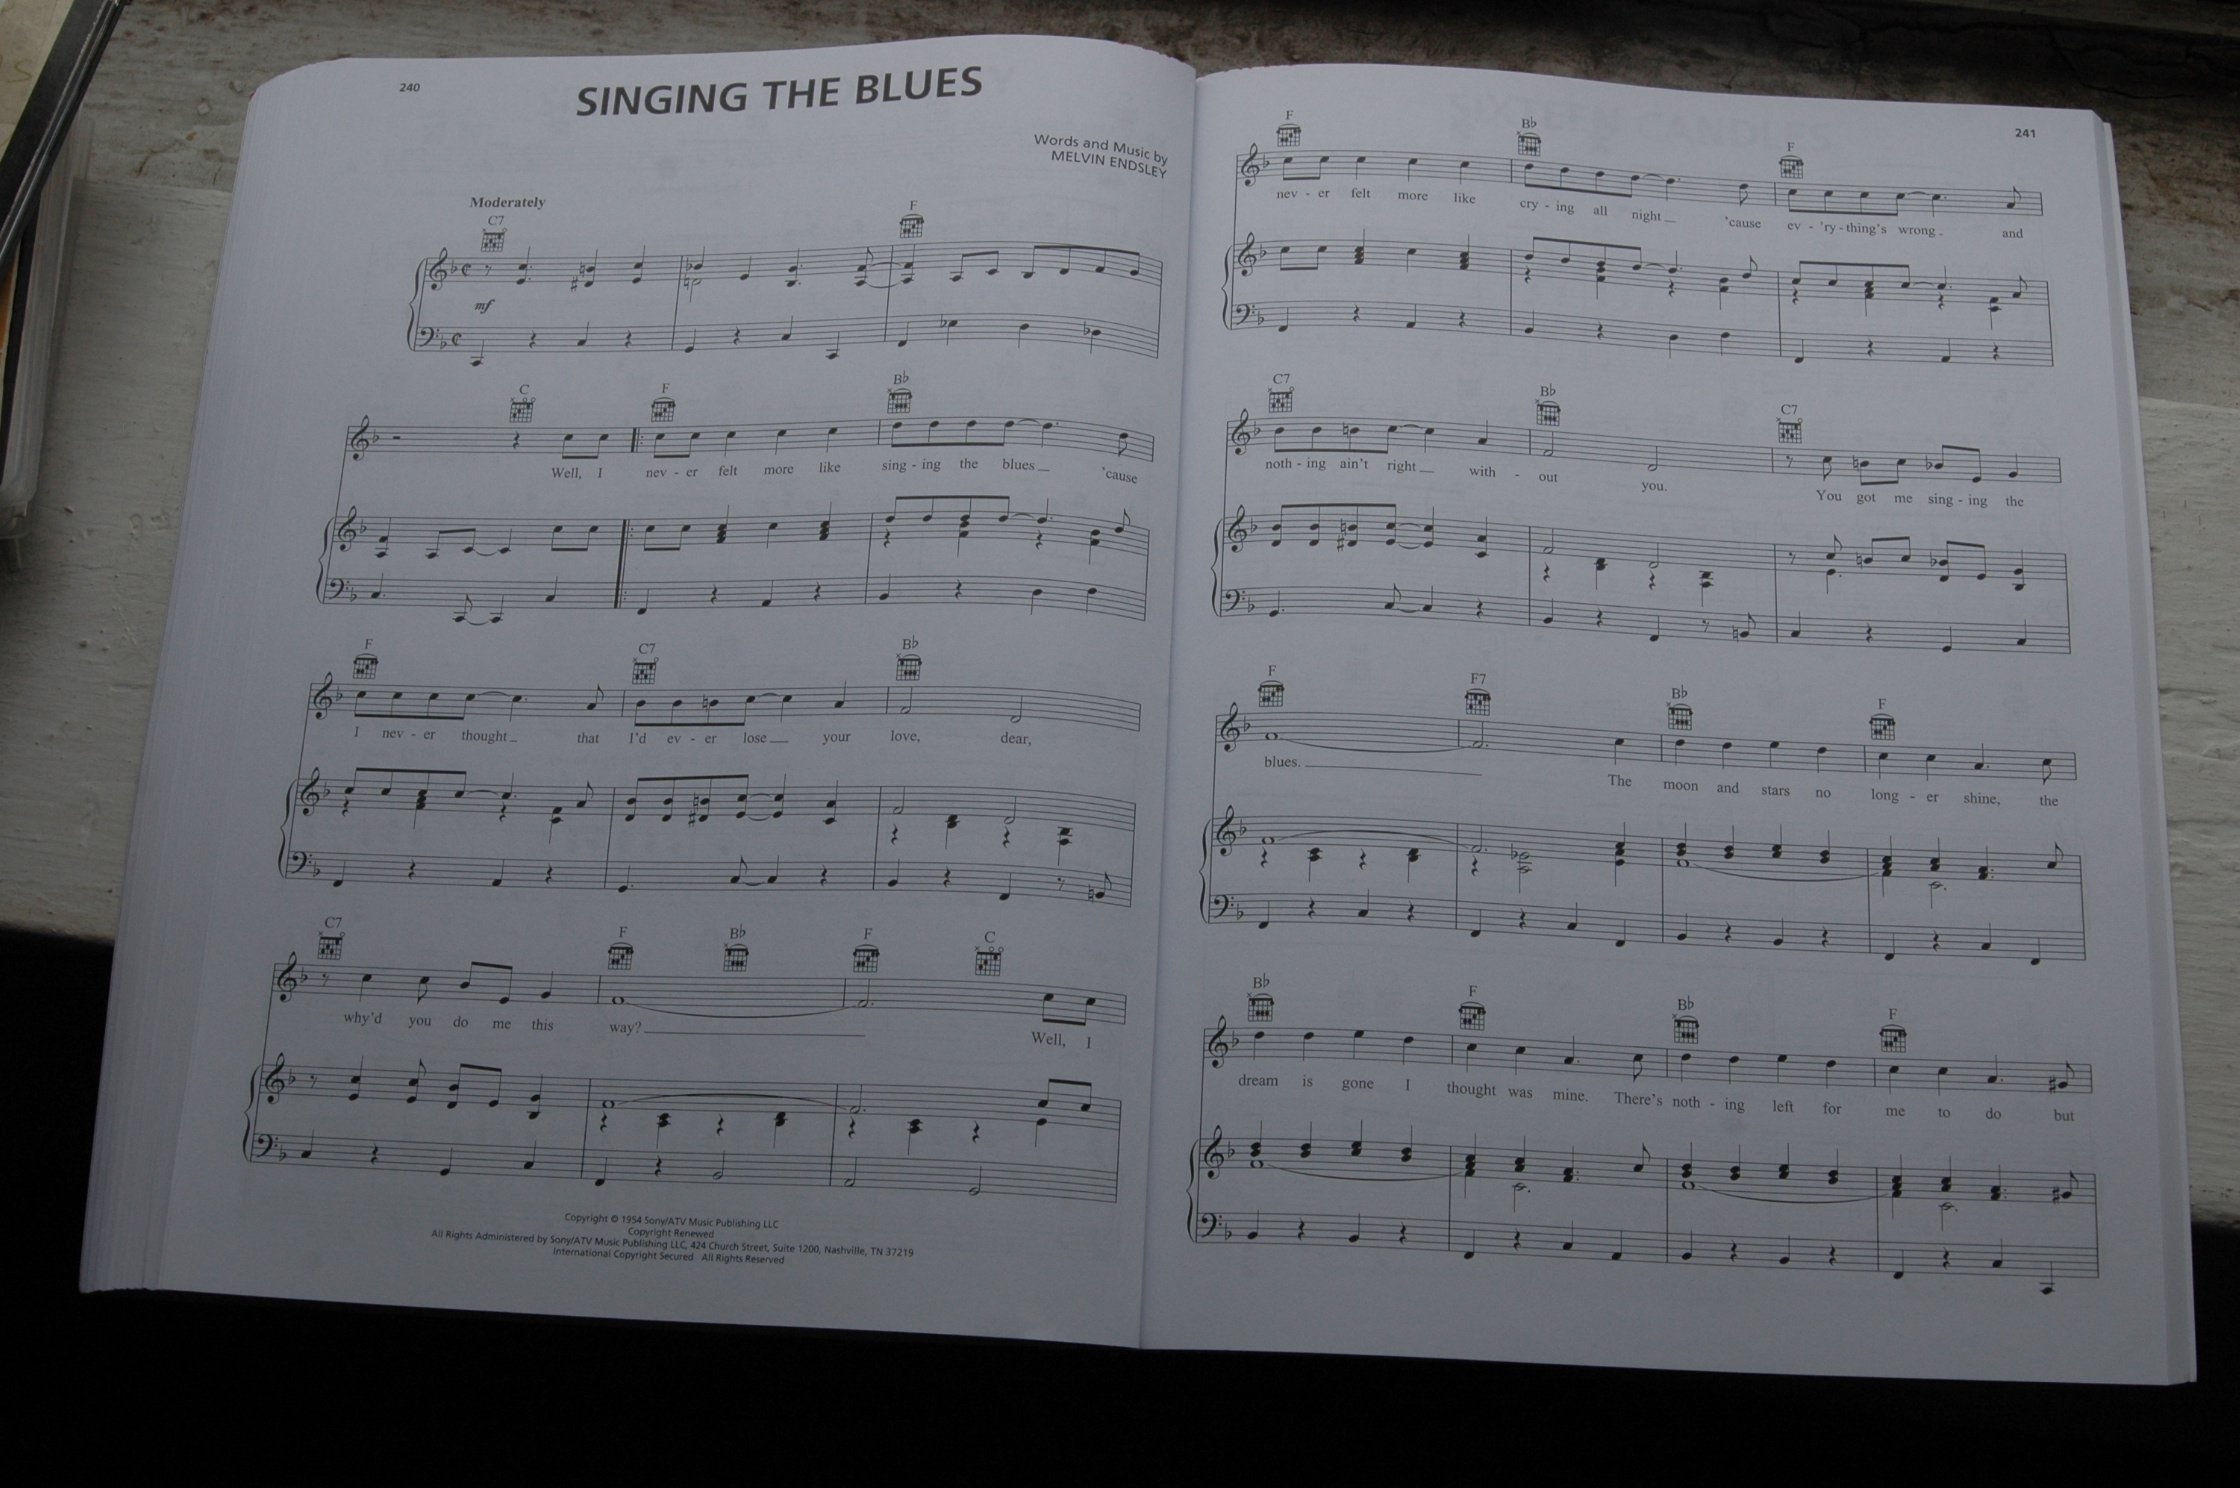 240
SINGING THE BLUES
Words and Music by
MELVIN ENDSLEY
Moderately
C7 F
mf
C F B♭
Well, I nev - er felt more like sing - ing the blues 'cause
F C7 B♭
I nev - er thought that I'd ev - er lose your love, dear,
C7 F B♭ F C
why'd you do me this way? Well, I
Copyright © 1954 Sony/ATV Music Publishing LLC
Copyright Renewed
All Rights Administered by Sony/ATV Music Publishing LLC, 424 Church Street, Suite 1200, Nashville, TN 37219
International Copyright Secured All Rights Reserved
241
F B♭ F
nev - er felt more like cry - ing all night 'cause ev - 'ry - thing's wrong and
C7 B♭ C7
noth - ing ain't right with - out you. You got me sing - ing the
F F7 B♭ F
blues. The moon and stars no long - er shine, the
B♭ F B♭ F
dream is gone I thought was mine. There's noth - ing left for me to do but